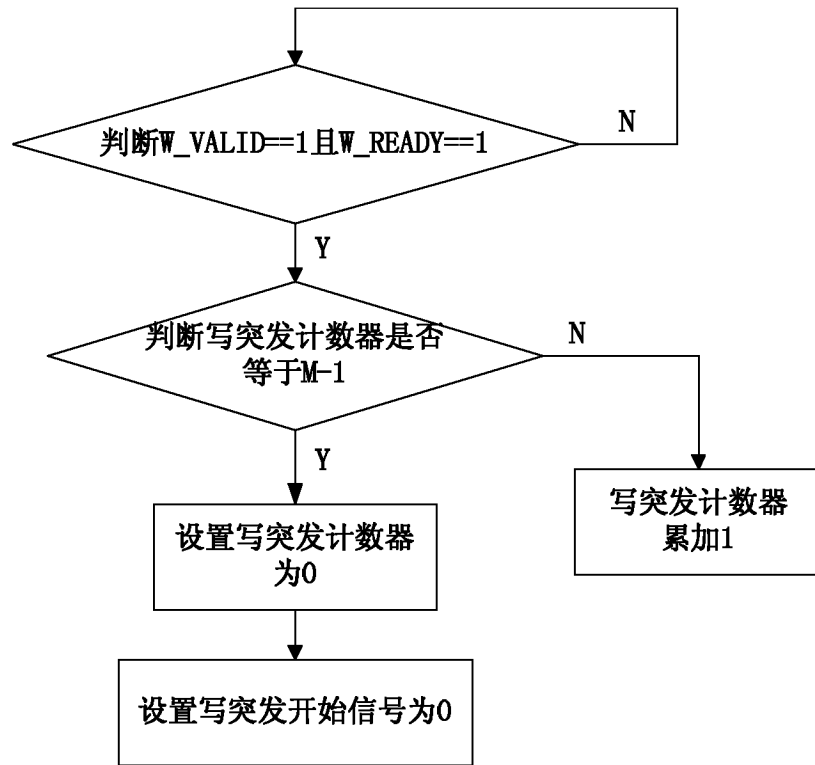 判断W_VALID==1且W_READY==1
N
Y
判断写突发计数器是否
等于M-1
N
Y
写突发计数器
累加1
设置写突发计数器
为0
设置写突发开始信号为0